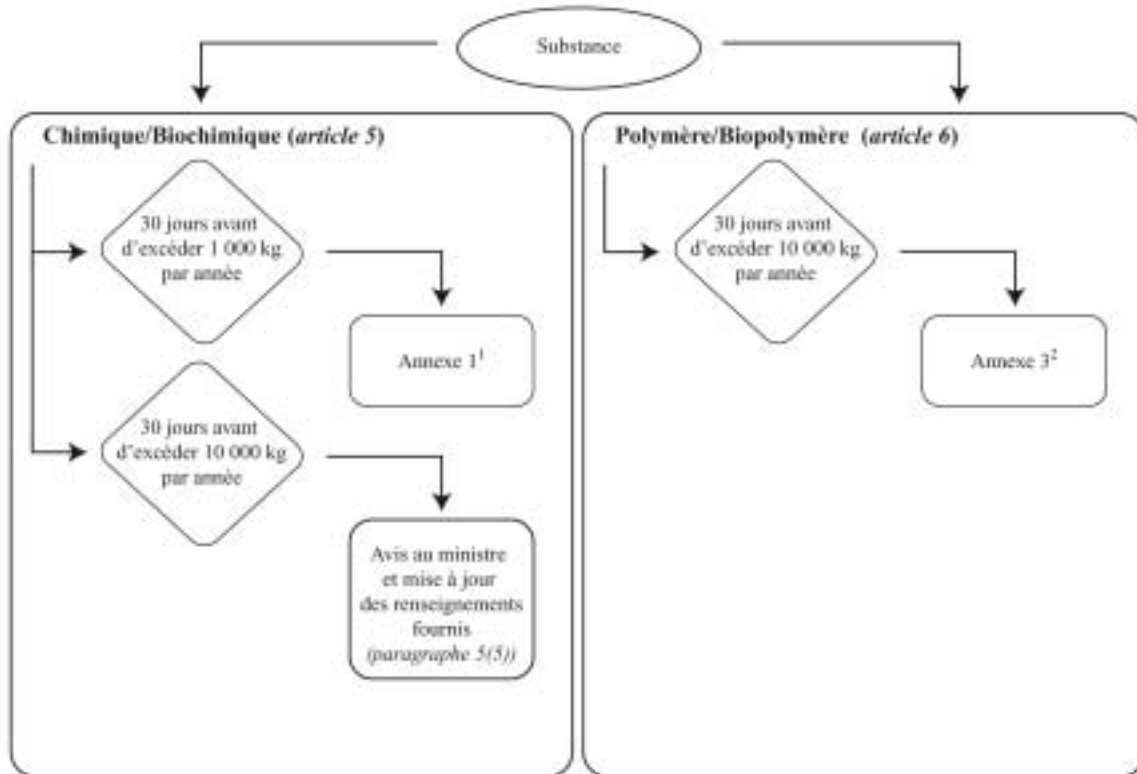 Substance
Chimique/Biochimique (article 5)
30 jours avant
d'excéder 1 000 kg
par année
Annexe 1¹
30 jours avant
d'excéder 10 000 kg
par année
Avis au ministre
et mise à jour
des renseignements
fournis
(paragraphe 5(5))
Polymère/Biopolymère (article 6)
30 jours avant
d'excéder 10 000 kg
par année
Annexe 3²